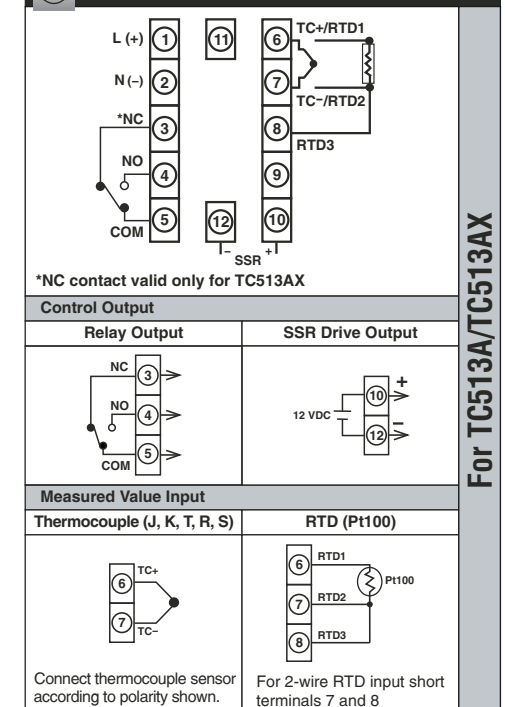 L (+) 1 11 6 TC+/RTD1
N (−) 2 7 TC−/RTD2
*NC 3 8 RTD3
NO 4 9
COM 5 12 10
− SSR +
*NC contact valid only for TC513AX
Control Output
Relay Output
SSR Drive Output
NC 3
NO 4
COM 5
12 VDC
10 +
12 −
Measured Value Input
Thermocouple (J, K, T, R, S)
RTD (Pt100)
6 TC+
7 TC−
Connect thermocouple sensor
according to polarity shown.
6 RTD1
Pt100
7 RTD2
8 RTD3
For 2-wire RTD input short
terminals 7 and 8
For TC513A/TC513AX